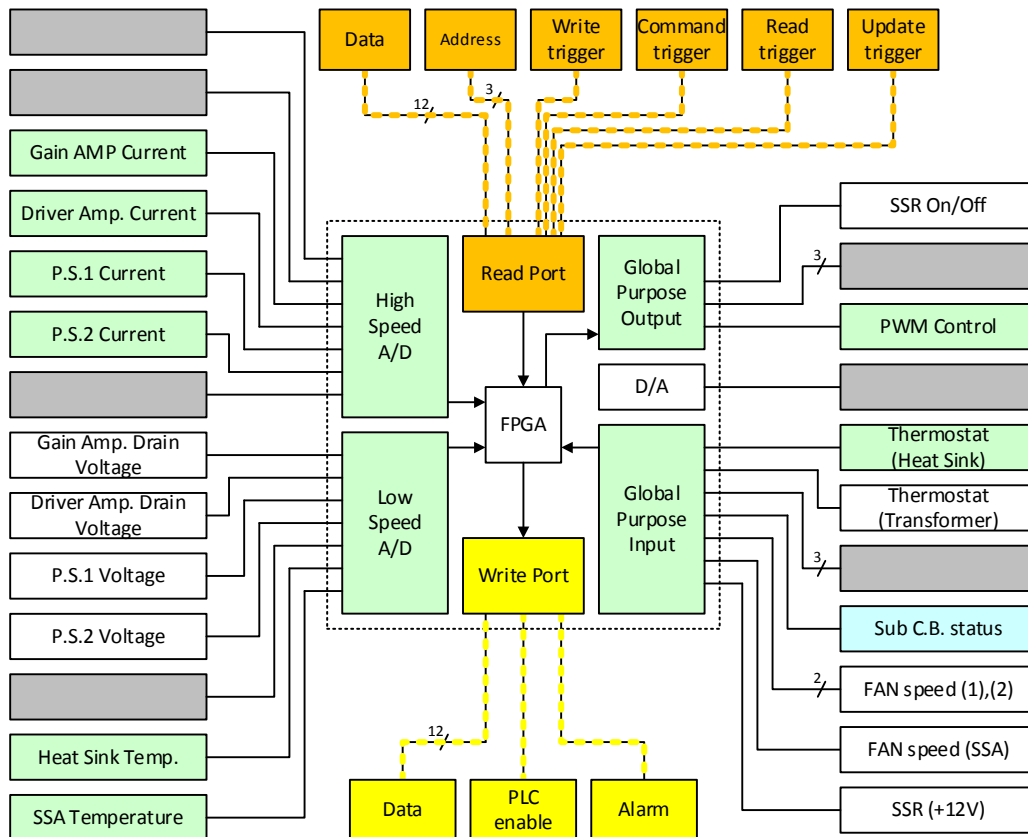 Data
Address
Write
trigger
Command
trigger
Read
trigger
Update
trigger
12
3
Gain AMP Current
Driver Amp. Current
P.S.1 Current
P.S.2 Current
Gain Amp. Drain
Voltage
Driver Amp. Drain
Voltage
P.S.1 Voltage
P.S.2 Voltage
Heat Sink Temp.
SSA Temperature
High
Speed
A/D
Low
Speed
A/D
Read Port
FPGA
Write Port
Global
Purpose
Output
D/A
Global
Purpose
Input
SSR On/Off
3
PWM Control
Thermostat
(Heat Sink)
Thermostat
(Transformer)
3
Sub C.B. status
2
FAN speed (1),(2)
FAN speed (SSA)
SSR (+12V)
12
Data
PLC
enable
Alarm